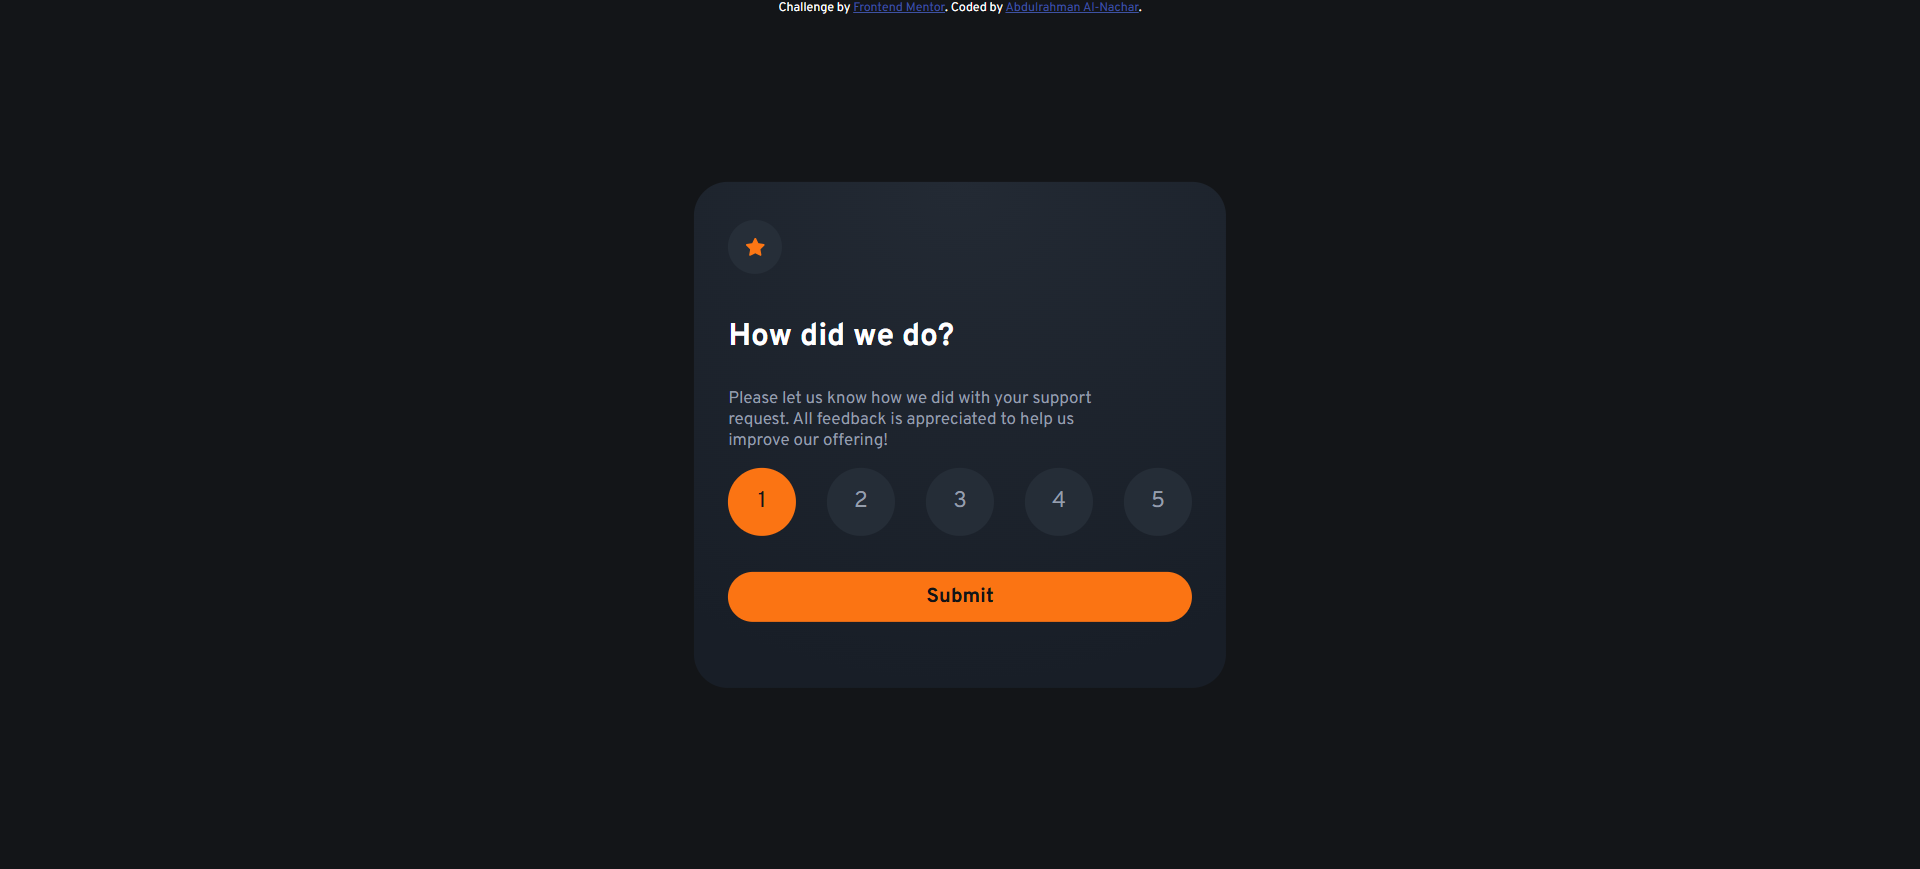 Challenge by Frontend Mentor. Coded by Abdulrahman Al-Nachar.
How did we do?
Please let us know how we did with your support
request. All feedback is appreciated to help us
improve our offering!
1 2 3 4 5
Submit